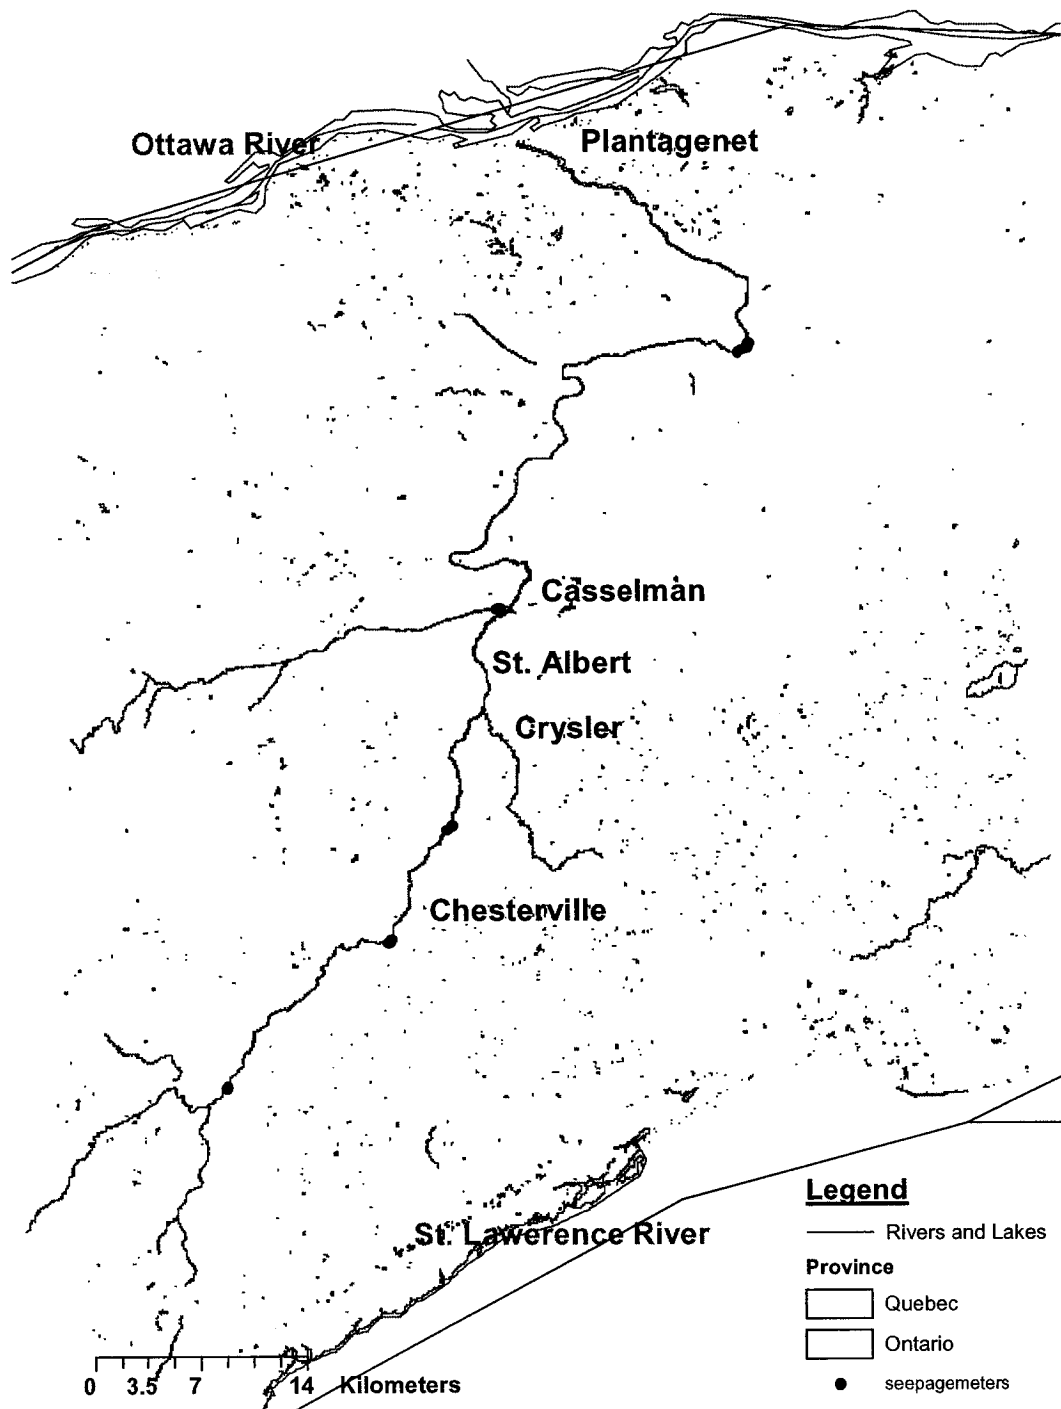 Ottawa River
Plantagenet
Casselman
St. Albert
Crysler
Chesterville
St. Lawerence River
Legend
Rivers and Lakes
Province
Quebec
Ontario
seepagemeters
0 3.5 7 14 Kilometers